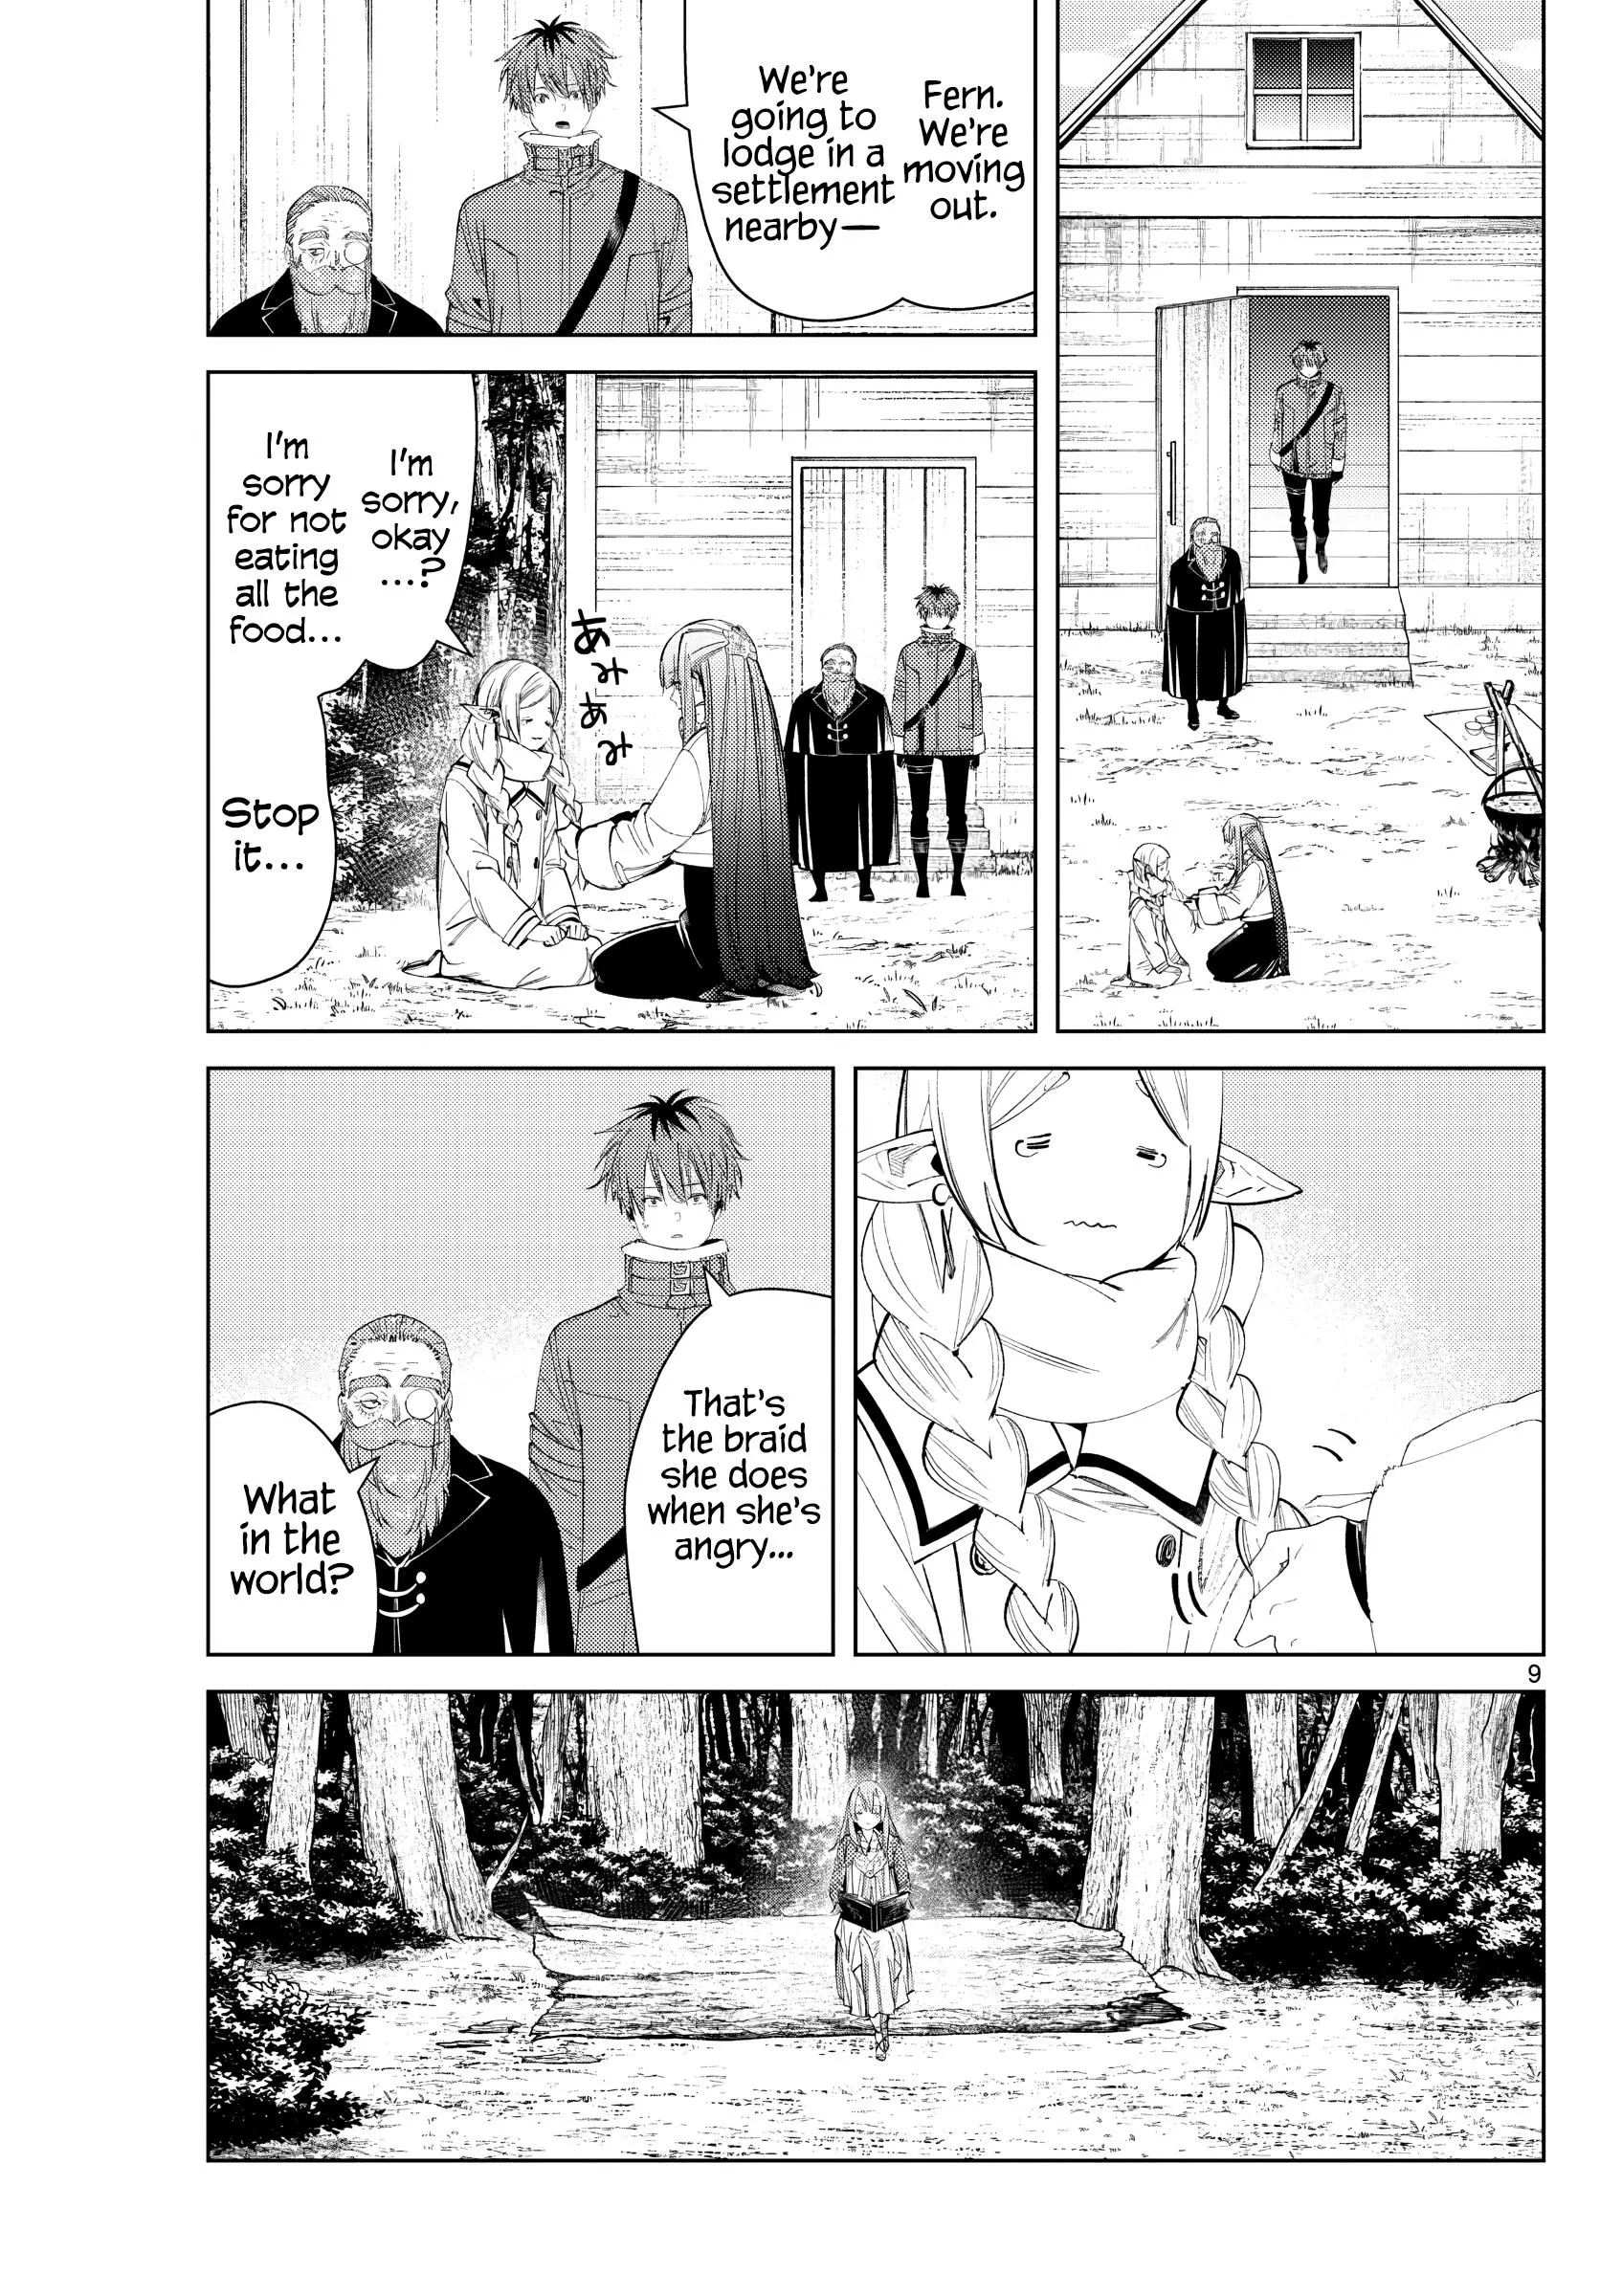 Fern.
We're
moving
out.
We're
going to
lodge in a
settlement
nearby—
I'm
sorry,
okay
...?
I'm
sorry
for not
eating
all the
food...
Stop
it...
あみあみ
That's
the braid
she does
when she's
angry...
What
in the
world?
9